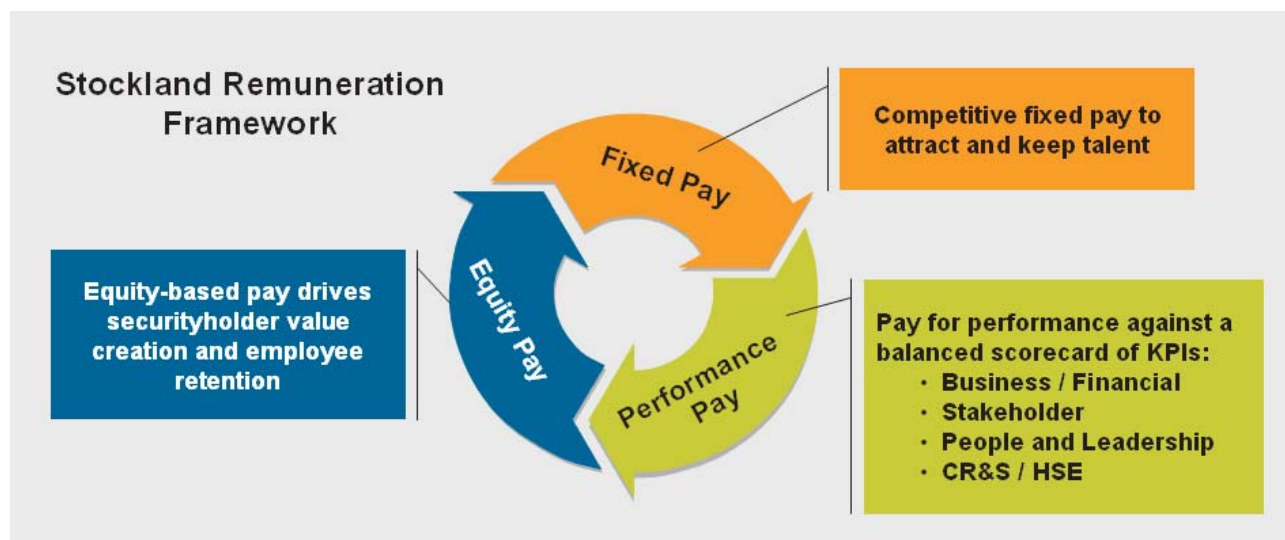 Stockland Remuneration
Framework
Fixed Pay
Competitive fixed pay to
attract and keep talent
Equity Pay
Equity-based pay drives
securityholder value
creation and employee
retention
Performance
Pay
Pay for performance against a
balanced scorecard of KPIs:
· Business / Financial
· Stakeholder
· People and Leadership
· CR&S / HSE